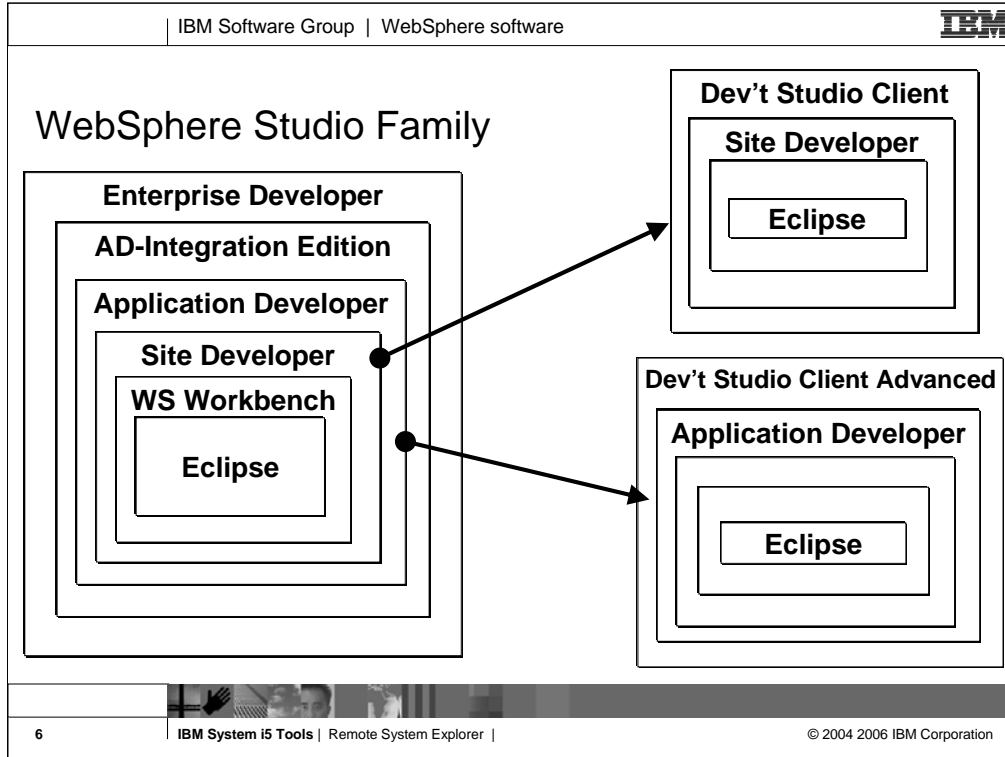 IBM Software Group | WebSphere software
IBM
WebSphere Studio Family
Enterprise Developer
AD-Integration Edition
Application Developer
Site Developer
WS Workbench
Eclipse
Dev't Studio Client
Site Developer
Eclipse
Dev't Studio Client Advanced
Application Developer
Eclipse
6
IBM System i5 Tools | Remote System Explorer |
© 2004 2006 IBM Corporation